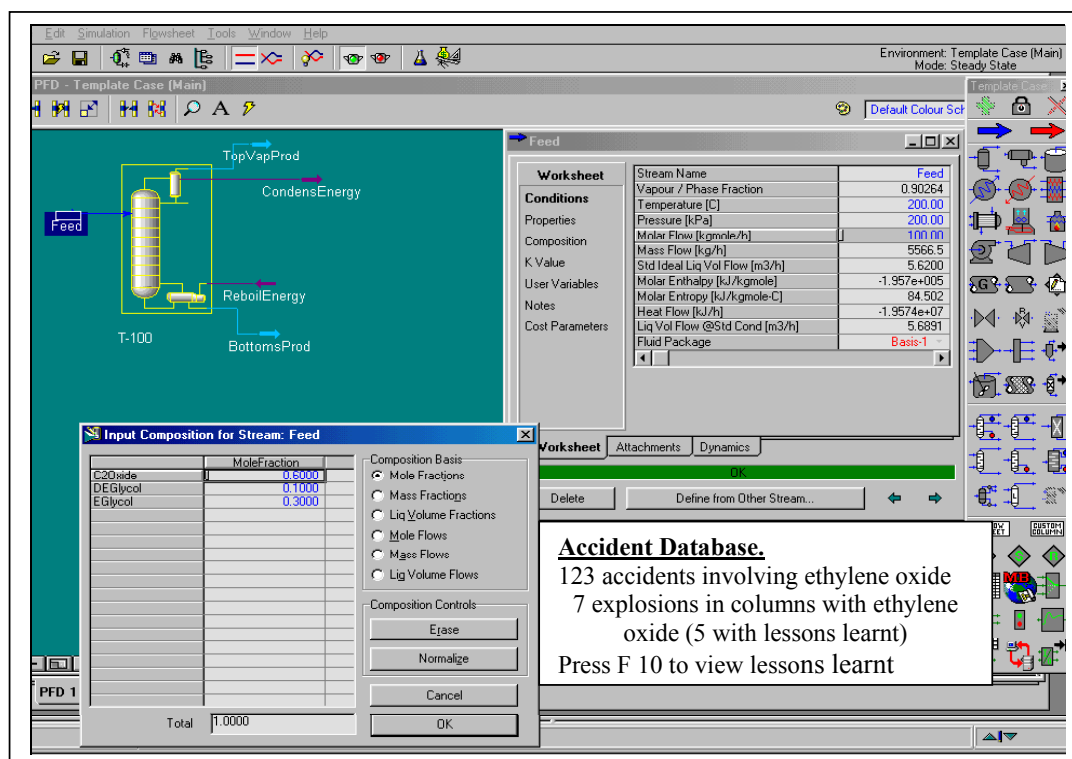 Edit Simulation Flowsheet Tools Window Help
Environment: Template Case (Main)
Mode: Steady State
PFD - Template Case (Main)
Template Case
A
Default Colour Sch
TopVapProd
CondensEnergy
Feed
ReboilEnergy
T-100
BottomsProd
Feed
Worksheet
Conditions
Properties
Composition
K Value
User Variables
Notes
Cost Parameters
Stream Name Feed
Vapour / Phase Fraction 0.90264
Temperature [C] 200.00
Pressure [kPa] 200.00
Molar Flow [kgmole/h] 100.00
Mass Flow [kg/h] 5566.5
Std Ideal Liq Vol Flow [m3/h] 5.6200
Molar Enthalpy [kJ/kgmole] -1.957e+005
Molar Entropy [kJ/kgmole-C] 84.502
Heat Flow [kJ/h] -1.9574e+07
Liq Vol Flow @Std Cond [m3/h] 5.6891
Fluid Package Basis-1
Worksheet Attachments Dynamics
OK
Delete Define from Other Stream...
Input Composition for Stream: Feed
MoleFraction
C2Oxide 0.6000
DEGlycol 0.1000
EGlycol 0.3000
Total 1.0000
Composition Basis
Mole Fractions
Mass Fractions
Liq Volume Fractions
Mole Flows
Mass Flows
Liq Volume Flows
Composition Controls
Erase
Normalize
Cancel
OK
Accident Database.
123 accidents involving ethylene oxide
7 explosions in columns with ethylene
oxide (5 with lessons learnt)
Press F 10 to view lessons learnt
CUSTOM
COLUMN
MB
PFD 1